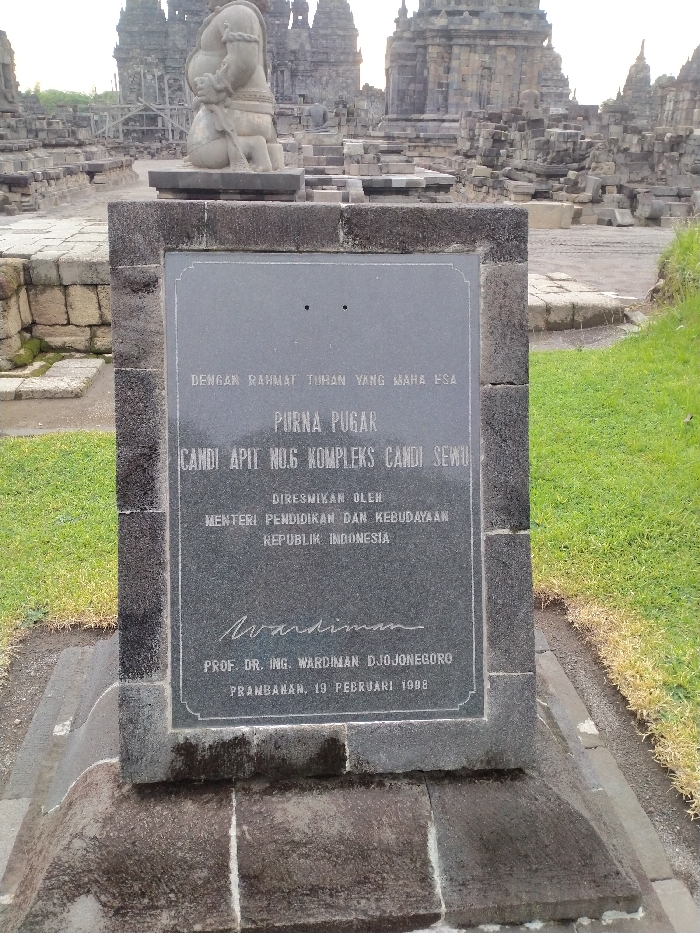 DENGAN RAHMAT TUHAN YANG MAHA ESA
PURNA PUGAR
CANDI APIT NO.6 KOMPLEKS CANDI SEWU
DIRESMIKAN OLEH
MENTERI PENDIDIKAN DAN KEBUDAYAAN
REPUBLIK INDONESIA
Wardiman
PROF. DR. ING. WARDIMAN DJOJONEGORO
PRAMBANAN, 19 PEBRUARI 1998